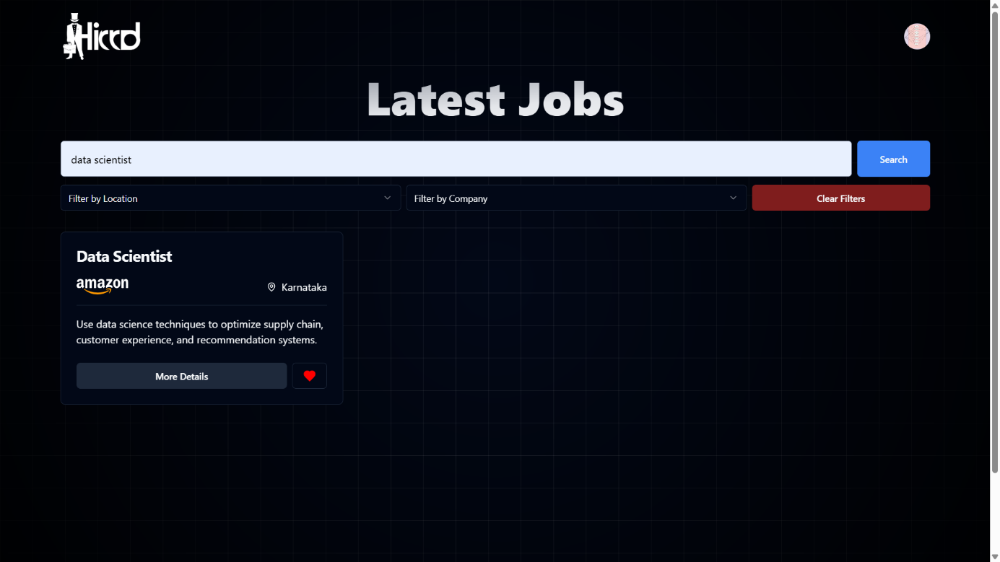 Hirrd
Latest Jobs
data scientist
Search
Filter by Location
Filter by Company
Clear Filters
Data Scientist
amazon
Karnataka
Use data science techniques to optimize supply chain,
customer experience, and recommendation systems.
More Details